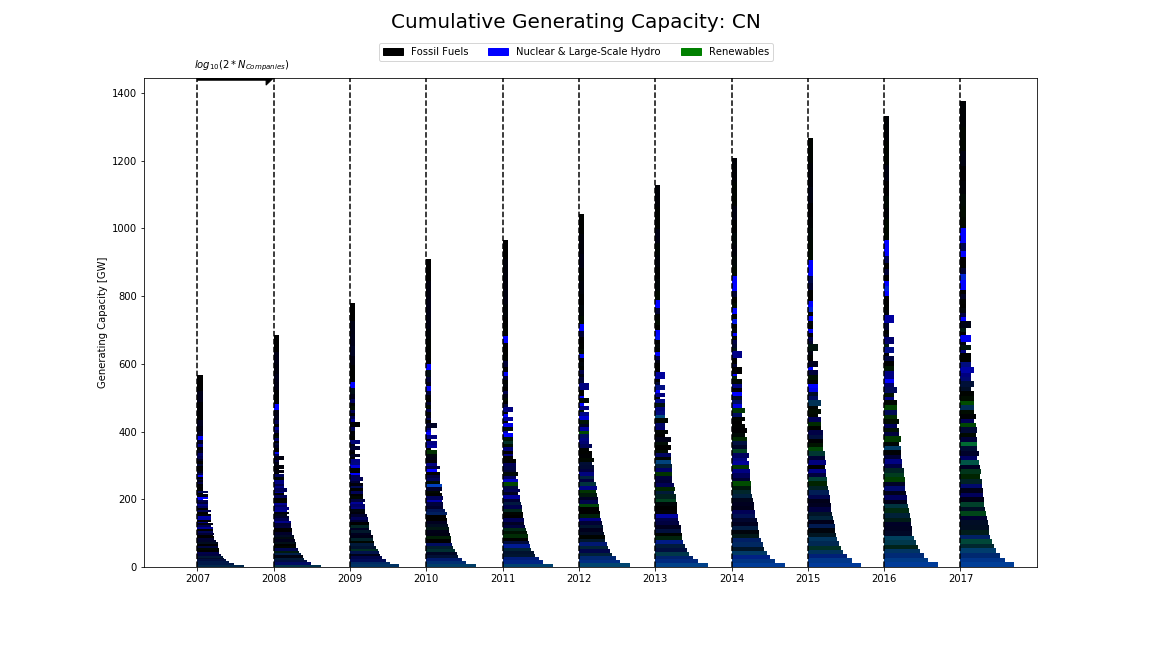 Cumulative Generating Capacity: CN
Fossil Fuels Nuclear & Large-Scale Hydro Renewables
log10(2 * NCompanies)
1400
1200
1000
800
600
400
200
0
Generating Capacity [GW]
2007 2008 2009 2010 2011 2012 2013 2014 2015 2016 2017